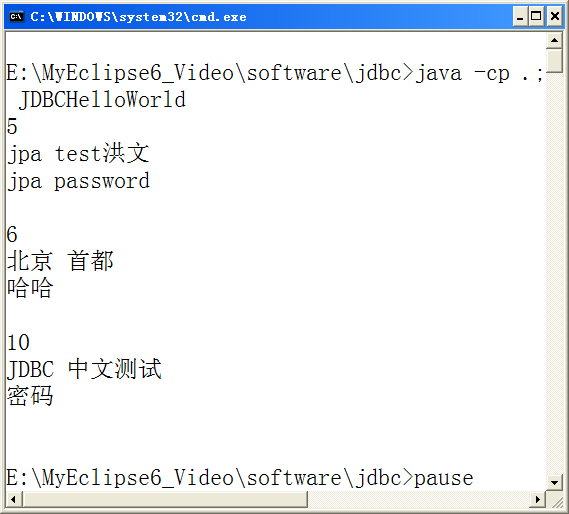 C:\WINDOWS\system32\cmd.exe
E:\MyEclipse6_Video\software\jdbc>java -cp .;
JDBCHelloWorld
5
jpa test洪文
jpa password
6
北京 首都
哈哈
10
JDBC 中文测试
密码
E:\MyEclipse6_Video\software\jdbc>pause